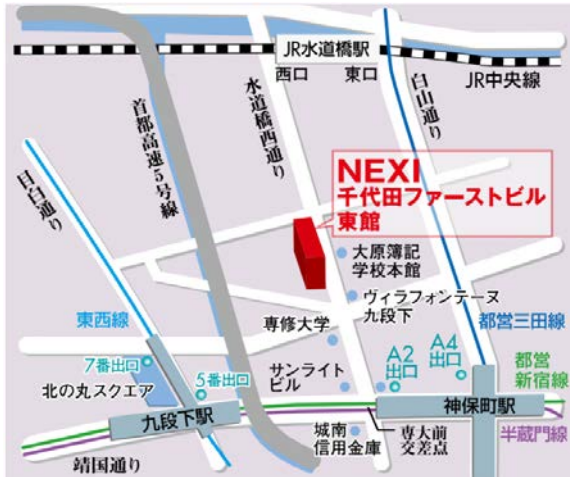 JR水道橋駅
西口 東口
JR中央線
水道橋西通り
白山通り
首都高速5号線
目白通り
NEXI
千代田ファーストビル
東館
大原簿記
学校本館
ヴィラフォンテーヌ
九段下
専修大学
東西線
都営三田線
7番出口
A2
出口
A4
出口
都営
新宿線
北の丸スクエア
5番出口
サンライト
ビル
九段下駅
神保町駅
城南
信用金庫
専大前
交差点
半蔵門線
靖国通り